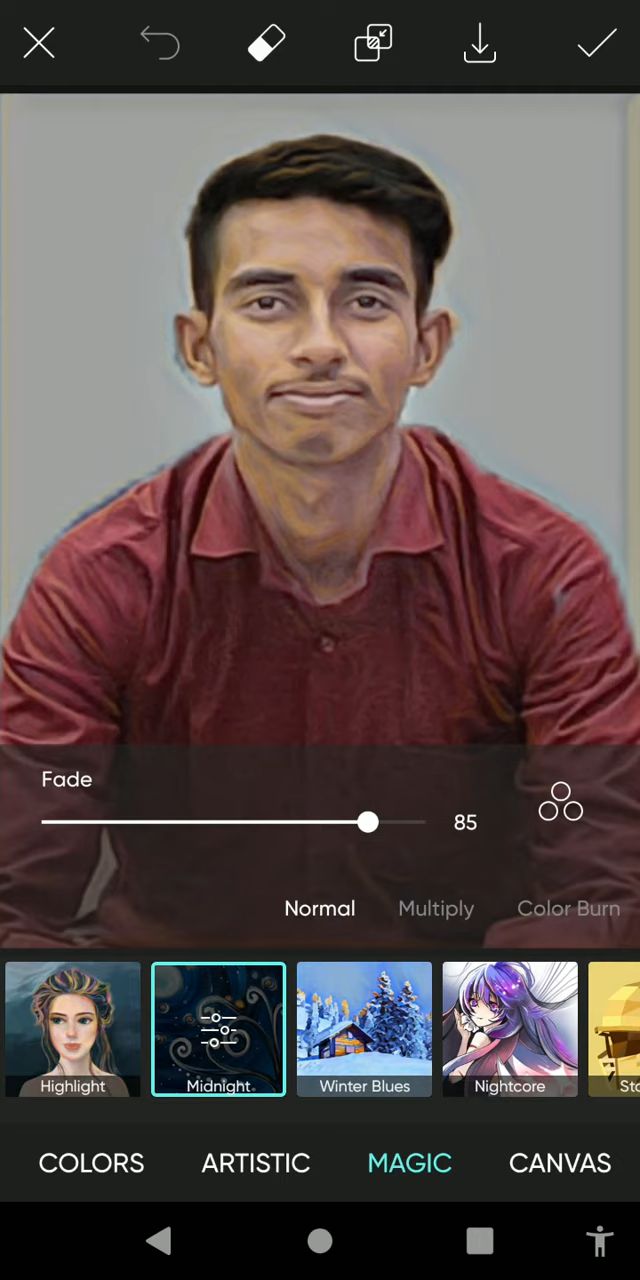 Fade
85
Normal Multiply Color Burn
Highlight Midnight Winter Blues Nightcore
COLORS ARTISTIC MAGIC CANVAS